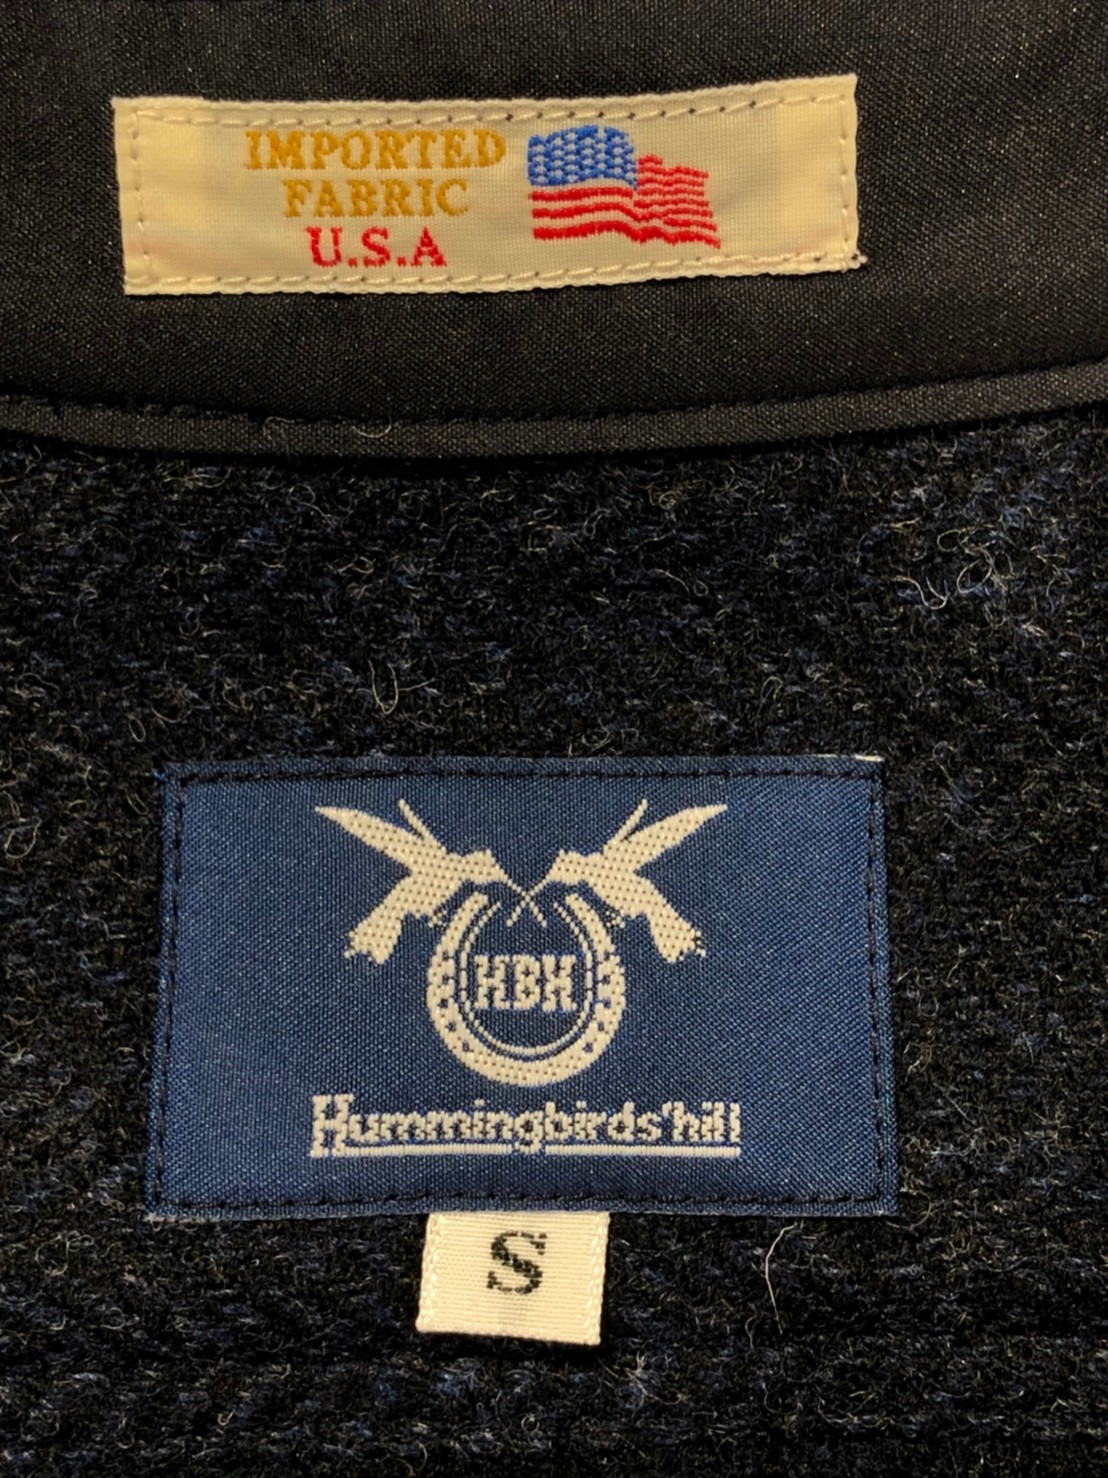 IMPORTED
FABRIC
U.S.A
HBH
Hummingbirds'hill
S